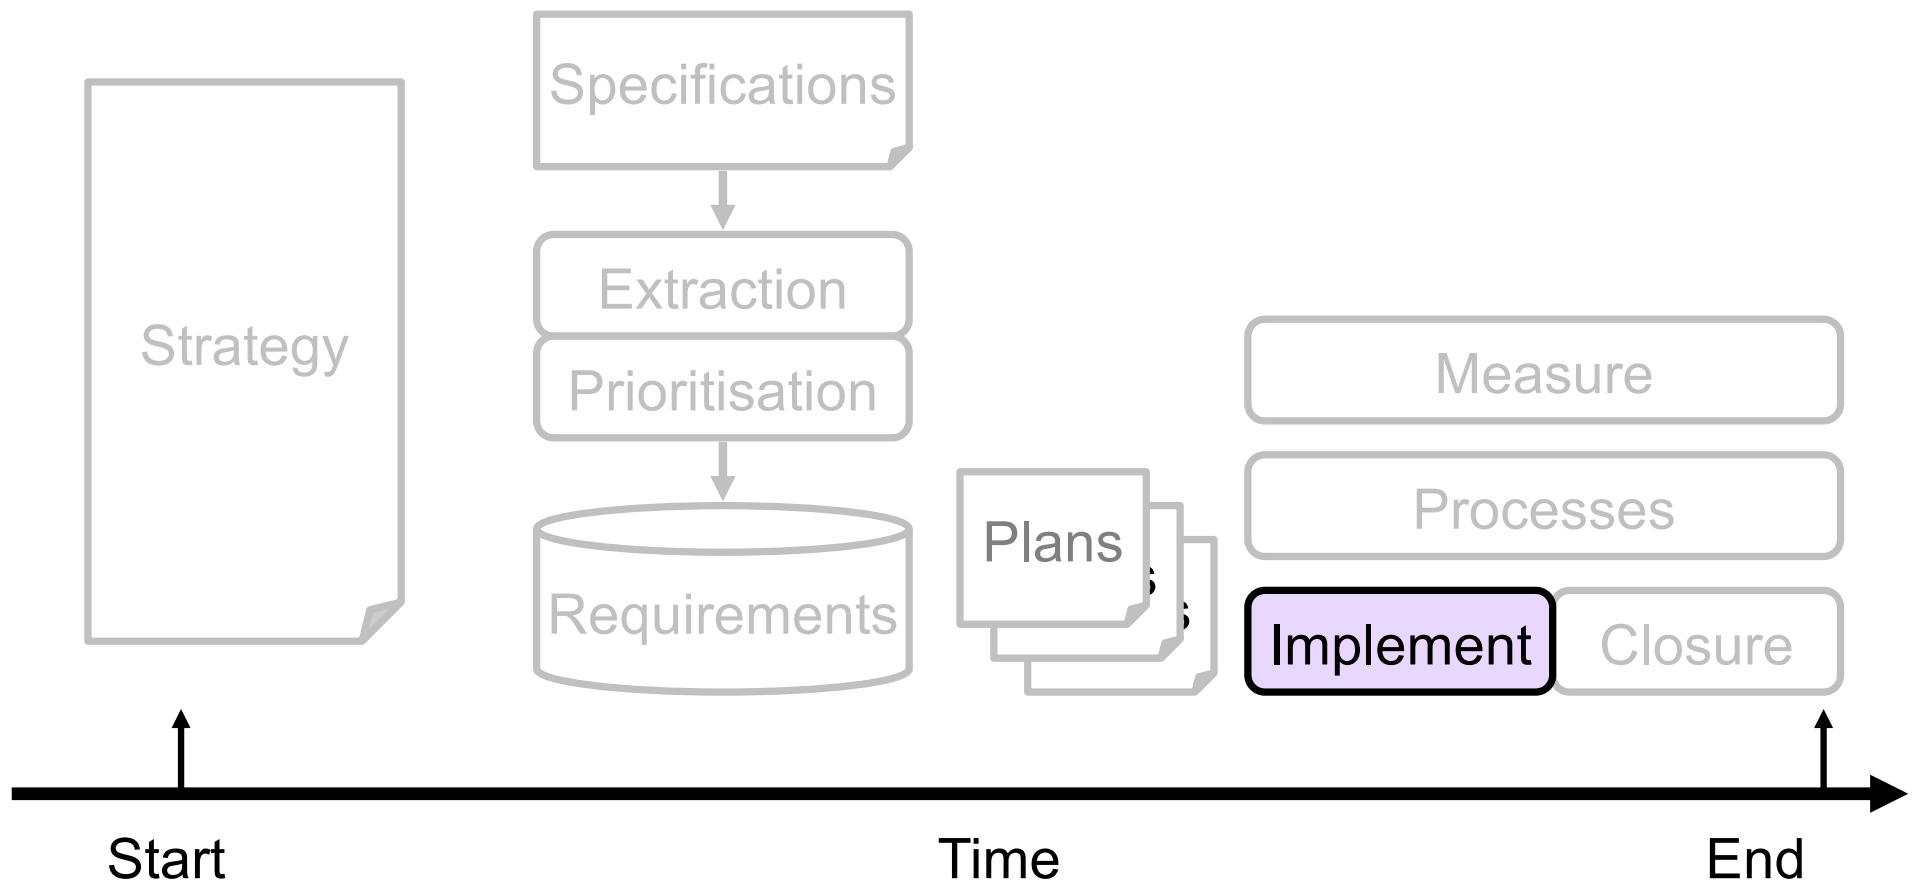 Specifications
Strategy
Extraction
Prioritisation
Requirements
Plans
s
s
Measure
Processes
Implement
Closure
Start
Time
End